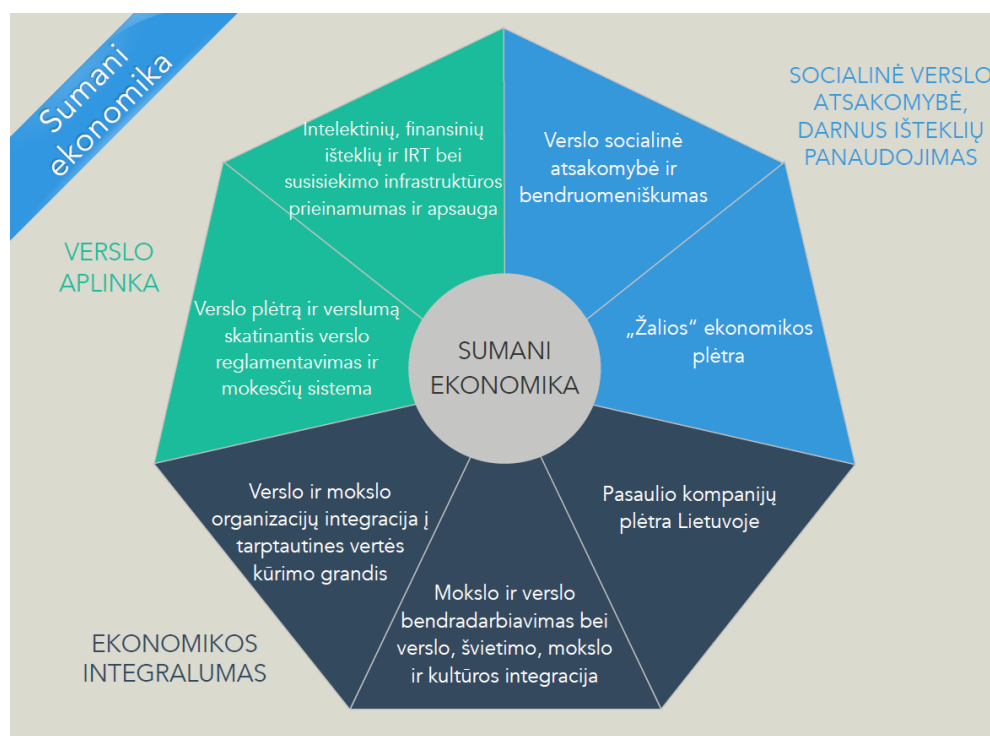 Sumani
ekonomika
SOCIALINĖ VERSLO
ATSAKOMYBĖ,
DARNUS IŠTEKLIŲ
PANAUDOJIMAS
Intelektinių, finansinių
išteklių ir IRT bei
susisiekimo infrastruktūros
prieinamumas ir apsauga
Verslo socialinė
atsakomybė ir
bendruomeniškumas
VERSLO
APLINKA
Verslo plėtrą ir verslumą
skatinantis verslo
reglamentavimas ir
mokesčių sistema
SUMANI
EKONOMIKA
„Žalios“ ekonomikos
plėtra
Verslo ir mokslo
organizacijų integracija į
tarptautines vertės
kūrimo grandis
Pasaulio kompanijų
plėtra Lietuvoje
Mokslo ir verslo
bendradarbiavimas bei
verslo, švietimo, mokslo
ir kultūros integracija
EKONOMIKOS
INTEGRALUMAS